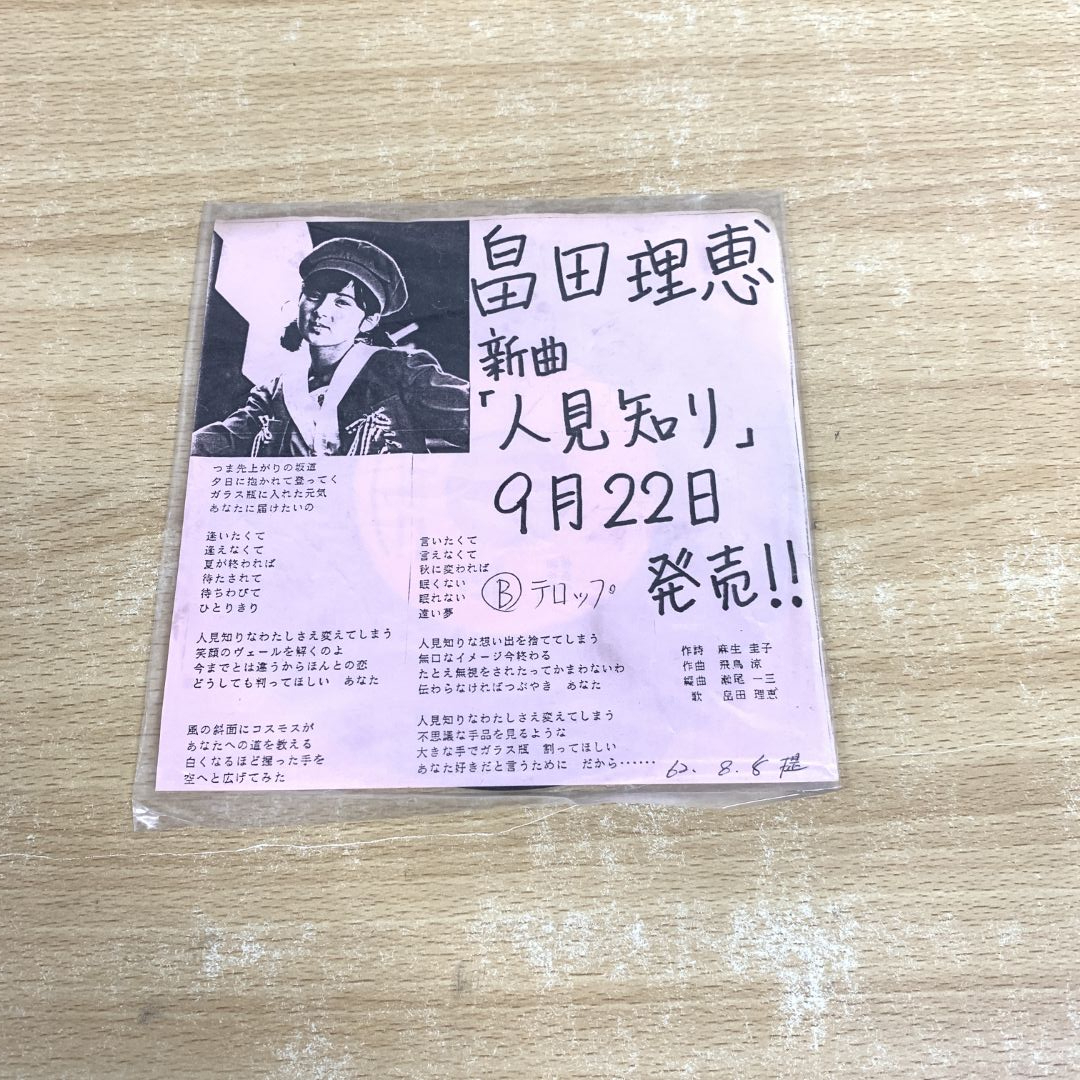 畠田理恵
新曲
「人見知り」
9月22日
発売!!
つま先上がりの坂道
夕日に抱かれて登ってく
ガラス瓶に入れた元気
あなたに届けたいの
逢いたくて
逢えなくて
夏が終われば
待たされて
待ちわびて
ひとりきり
人見知りなわたしさえ変えてしまう
笑顔のヴェールを解くのよ
今までとは違うからほんとの恋
どうしても判ってほしい あなた
風の斜面にコスモスが
あなたへの道を教える
白くなるほど握った手を
空へと広げてみた
言いたくて
言えなくて
秋に変われば
眠くない
眠れない
遠い夢
Ⓑ テロップ
人見知りな想い出を捨ててしまう
無口なイメージ今終わる
たとえ無視をされたってかまわないわ
伝わらなければつぶやき あなた
人見知りなわたしさえ変えてしまう
不思議な手品を見るような
大きな手でガラス瓶 割ってほしい
あなた好きだと言うために だから……
作詩 麻生 圭子
作曲 飛鳥 涼
編曲 瀬尾 一三
歌 畠田 理恵
62. 8. 8